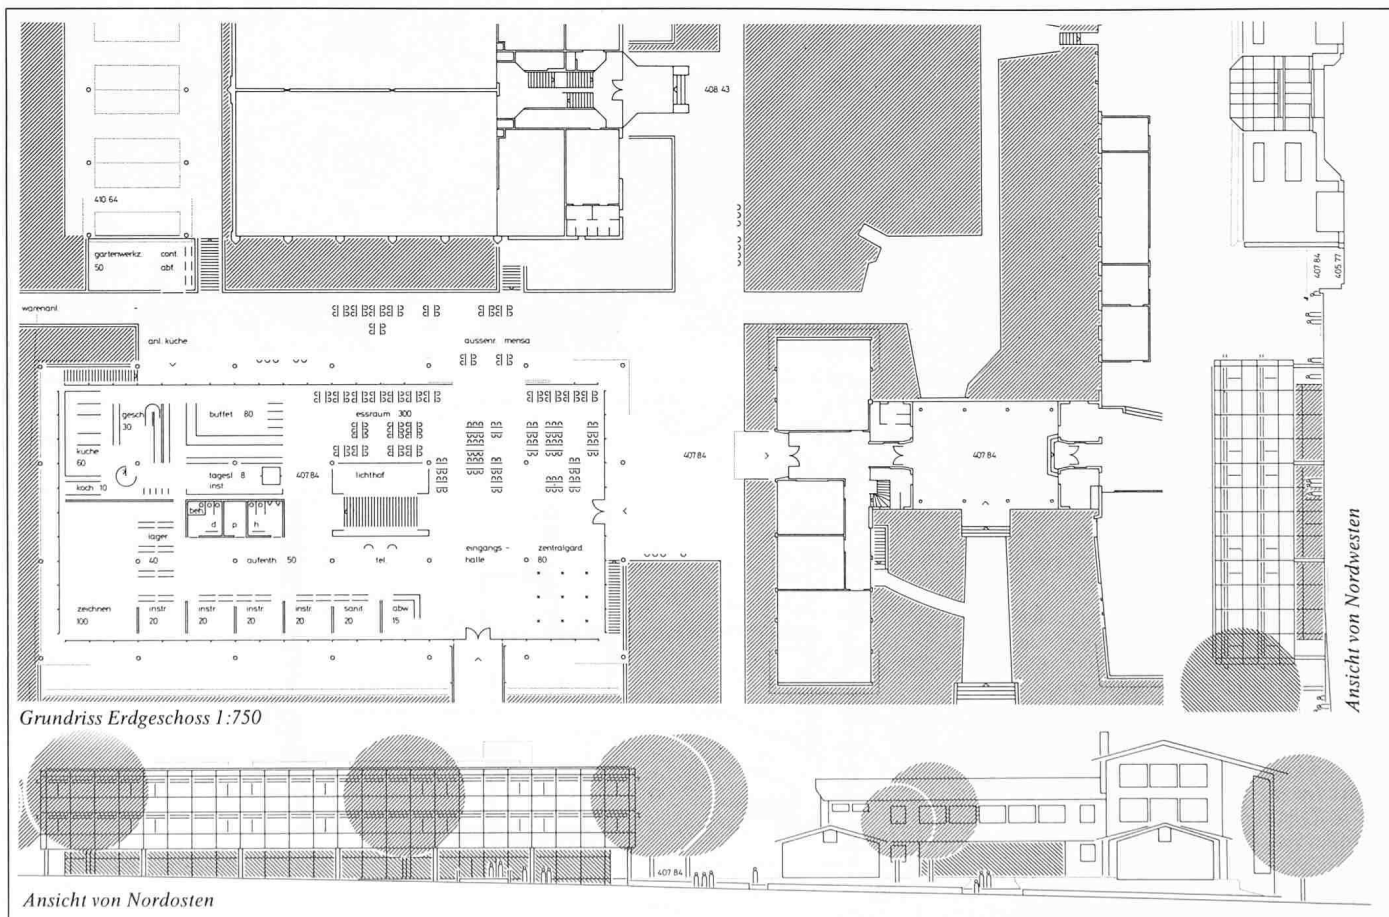 408 43
410 64
gartenwerkz. cont.
50 abf.
warenanl.
anl. küche
aussenr. mensa
gesch.
30
buffet 80
essraum 300
küche
60
koch 10
tagesl. 8
inst
407 84
lichthof
407 84
407 84
beh.
d
p
h
lager
40
aufenth. 50
tel.
eingangs-
halle
zentralgard.
80
zeichnen
100
instr.
20
instr.
20
instr.
20
instr.
20
sanit.
20
abw.
15
Grundriss Erdgeschoss 1:750
407 84
405.77
Ansicht von Nordwesten
407 84
Ansicht von Nordosten